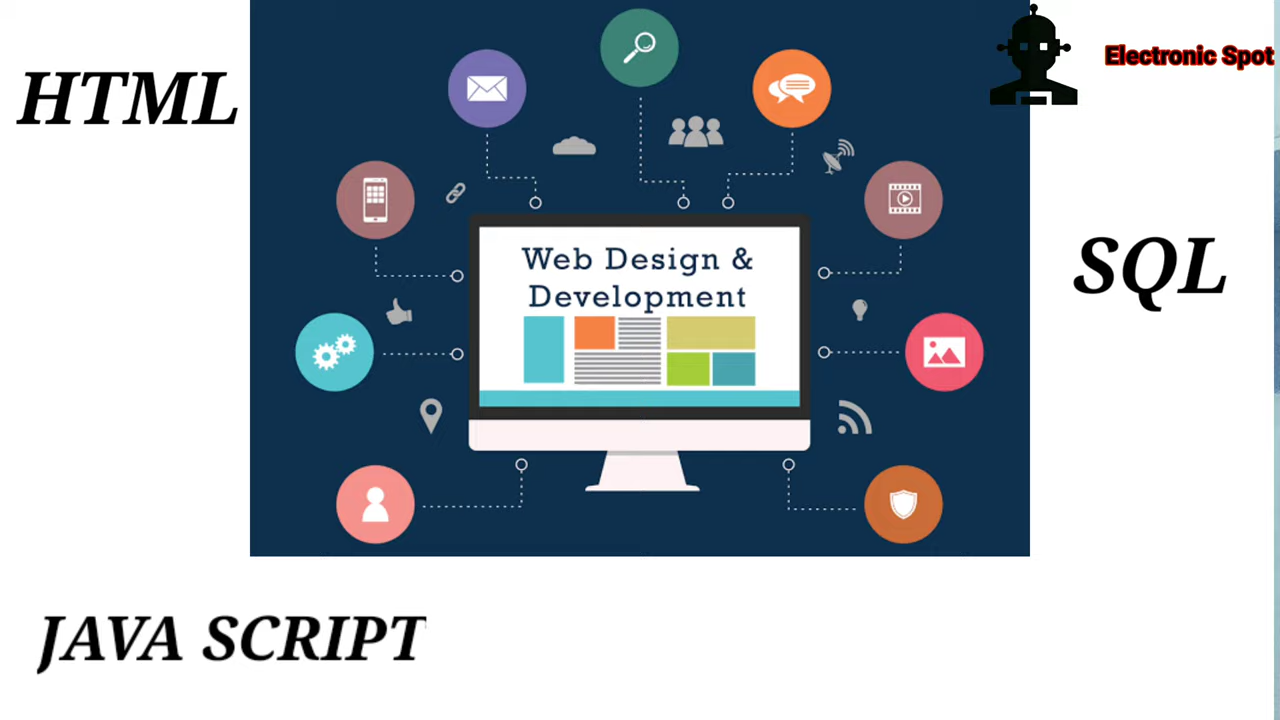 HTML
Electronic Spot
SQL
Web Design &
Development
JAVA SCRIPT